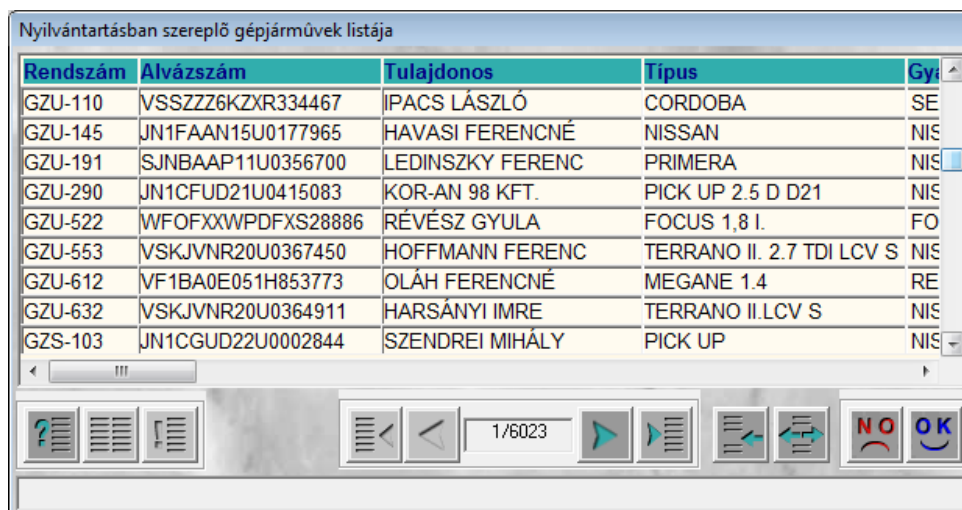 Nyilvántartásban szereplõ gépjármûvek listája
Rendszám Alvázszám Tulajdonos Típus
GZU-110 VSSZZZ6KZXR334467 IPACS LÁSZLÓ CORDOBA SE
GZU-145 JN1FAAN15U0177965 HAVASI FERENCNÉ NISSAN NIS
GZU-191 SJNBAAP11U0356700 LEDINSZKY FERENC PRIMERA NIS
GZU-290 JN1CFUD21U0415083 KOR-AN 98 KFT. PICK UP 2.5 D D21 NIS
GZU-522 WFOFXXWPDFXS28886 RÉVÉSZ GYULA FOCUS 1,8 I. FO
GZU-553 VSKJVNR20U0367450 HOFFMANN FERENC TERRANO II. 2.7 TDI LCV S NIS
GZU-612 VF1BA0E051H853773 OLÁH FERENCNÉ MEGANE 1.4 RE
GZU-632 VSKJVNR20U0364911 HARSÁNYI IMRE TERRANO II.LCV S NIS
GZS-103 JN1CGUD22U0002844 SZENDREI MIHÁLY PICK UP NIS
1/6023 NO OK